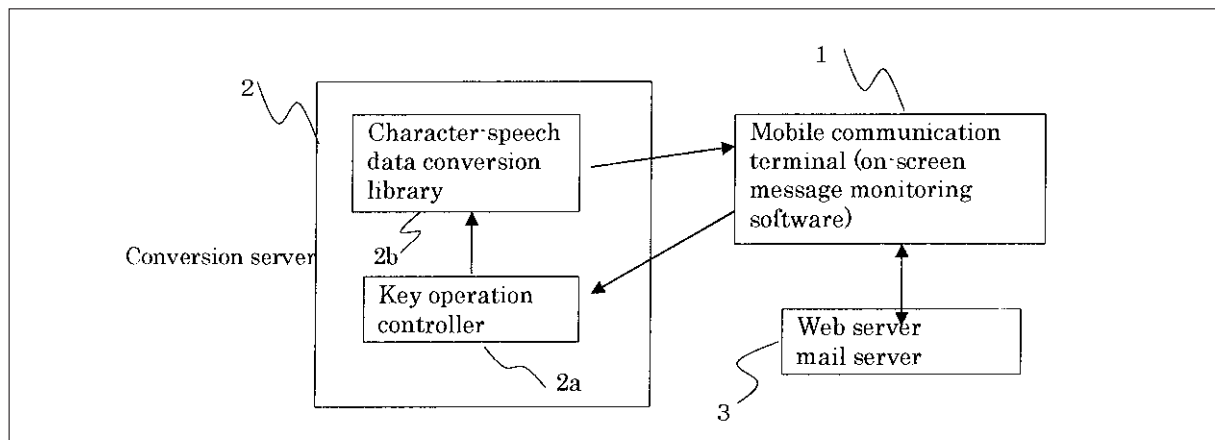 1
2
Character-speech
data conversion
library
Mobile communication
terminal (on-screen
message monitoring
software)
2b
Conversion server
Key operation
controller
2a
Web server
mail server
3